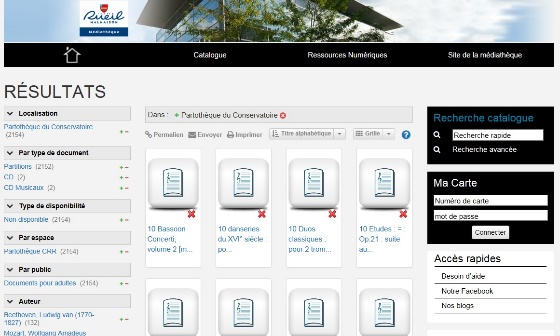 Rueil
MALMAISON
Médiathèque
Catalogue
Ressources Numériques
Site de la médiathèque
RÉSULTATS
Localisation
Partothèque du Conservatoire
(2154)
Par type de document
Partitions (2152)
CD (2)
CD Musicaux (2)
Type de disponibilité
Non disponible (2154)
Par espace
Partothèque CRR (2154)
Par public
Documents pour adultes (2154)
Auteur
Beethoven, Ludwig van (1770-
1827) (132)
Mozart, Wolfgang Amadeus
Dans : + Partothèque du Conservatoire
Permalien Envoyer Imprimer Titre alphabétique Grille ?
10 Bassoon
Concerti,
volume 2 [m...
10 danseries
du XVI° siècle
po...
10 Duos
classiques :
pour 2 trom...
10 Etudes : =
Op.21 : suite
au...
Recherche catalogue
Recherche rapide
Recherche avancée
Ma Carte
Numéro de carte
mot de passe
Connecter
Accès rapides
Besoin d'aide
Notre Facebook
Nos blogs